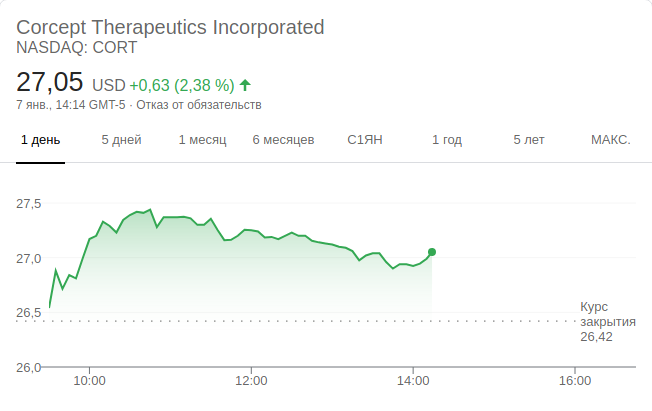 Corcept Therapeutics Incorporated
NASDAQ: CORT
27,05 USD +0,63 (2,38 %)
7 янв., 14:14 GMT-5 · Отказ от обязательств
1 день 5 дней 1 месяц 6 месяцев С1ЯН 1 год 5 лет МАКС.
27,5
27,0
26,5
Курс
закрытия
26,42
26,0
10:00 12:00 14:00 16:00